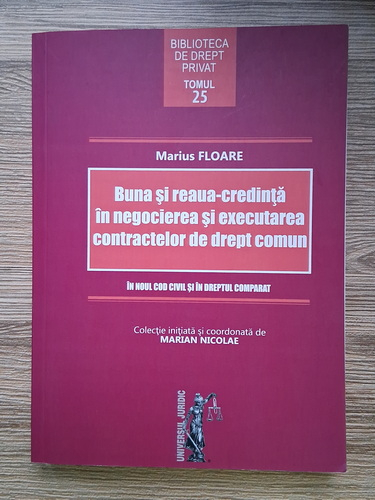 BIBLIOTECA
DE DREPT
PRIVAT
TOMUL
25
Marius FLOARE
Buna şi reaua-credinţă
în negocierea şi executarea
contractelor de drept comun
ÎN NOUL COD CIVIL ŞI ÎN DREPTUL COMPARAT
Colecţie iniţiată şi coordonată de
MARIAN NICOLAE
UNIVERSUL JURIDIC